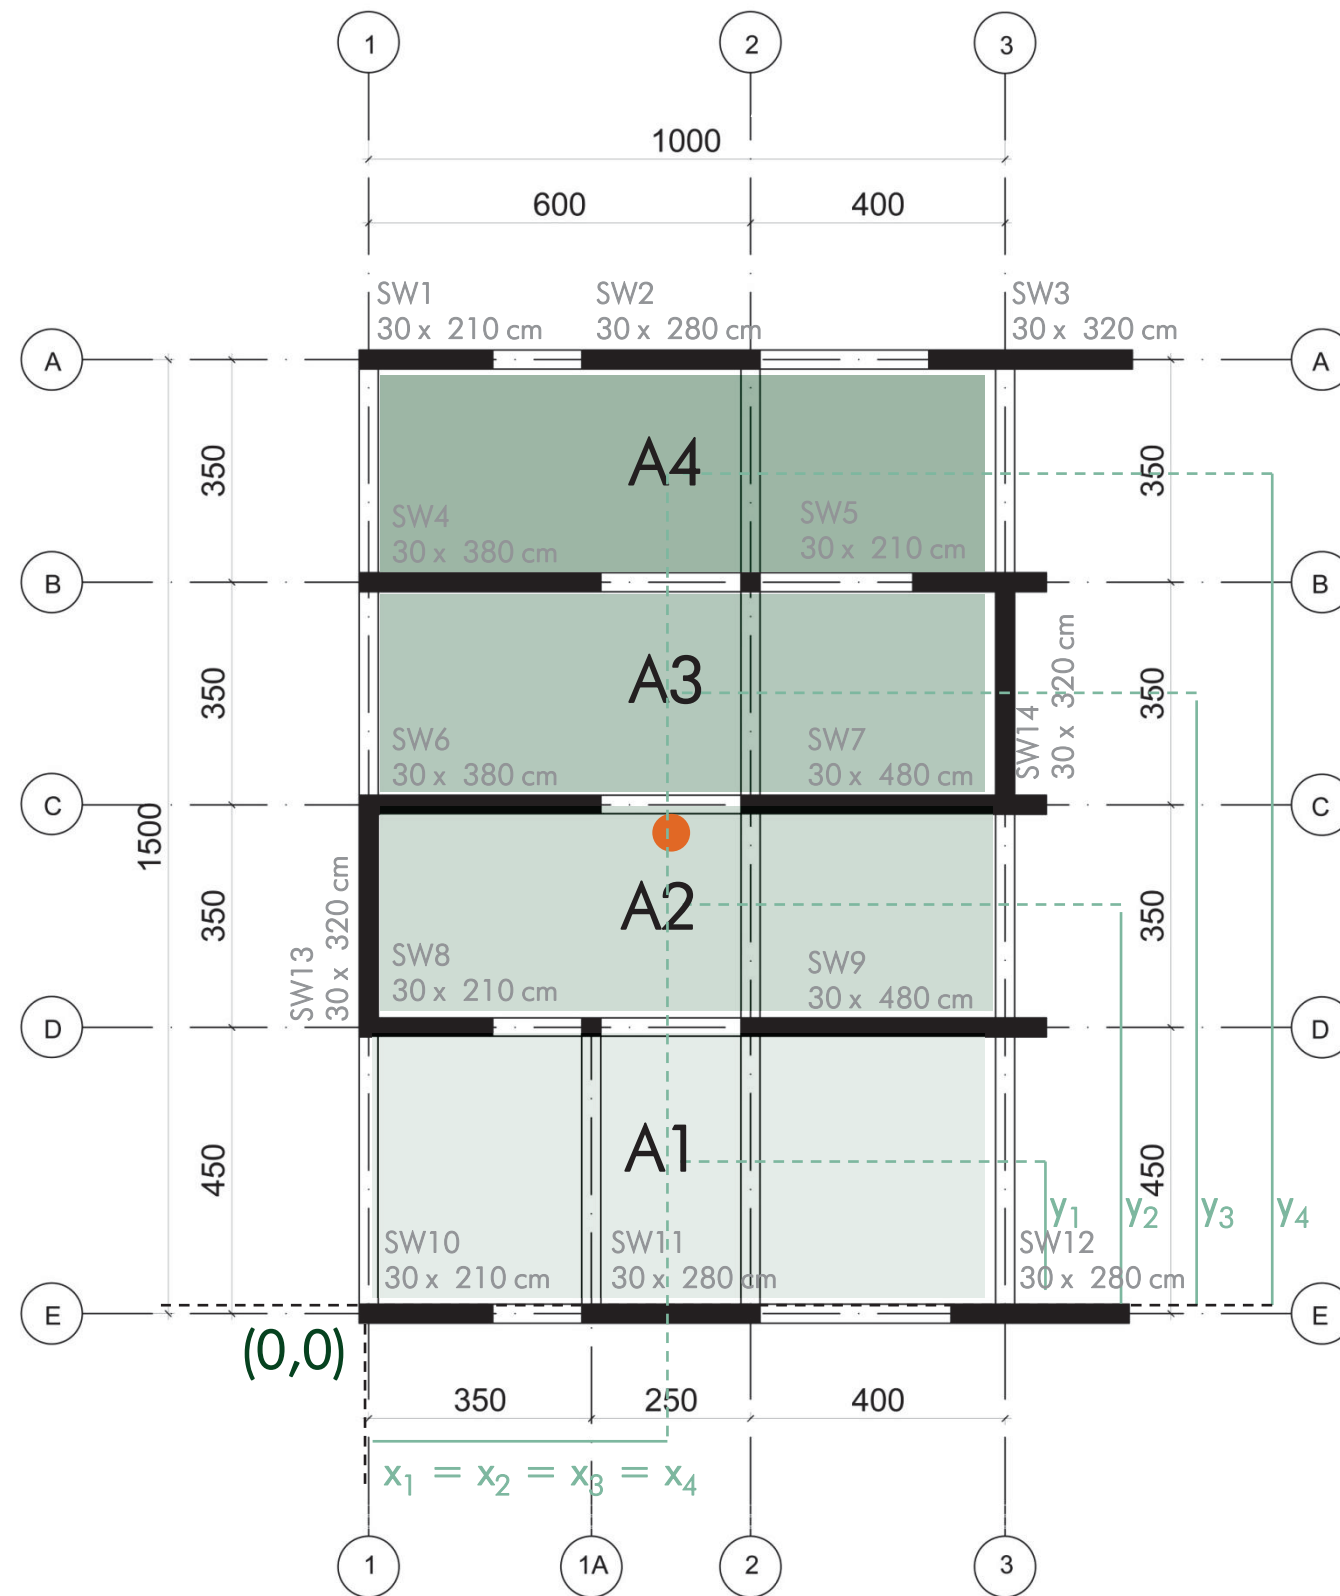 1 2 3
1000
600 400
SW1 SW2 SW3
30 x 210 cm 30 x 280 cm 30 x 320 cm
A A
350 A4 350
SW4 SW5
30 x 380 cm 30 x 210 cm
B B
350 A3 350
SW14
30 x 320 cm
SW6 SW7
30 x 380 cm 30 x 480 cm
C C
1500
350 A2 350
SW13
30 x 320 cm
SW8 SW9
30 x 210 cm 30 x 480 cm
D D
450 A1 450
y₁ y₂ y₃ y₄
SW10 SW11 SW12
30 x 210 cm 30 x 280 cm 30 x 280 cm
E E
(0,0)
350 250 400
x₁ = x₂ = x₃ = x₄
1 1A 2 3